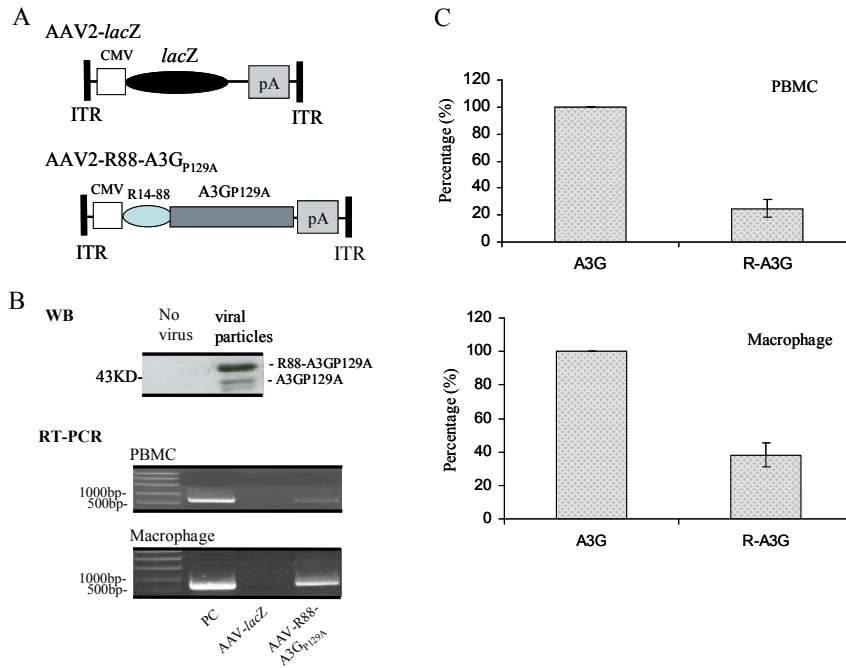 A
AAV2-lacZ
CMV
lacZ
pA
ITR
ITR
AAV2-R88-A3GP129A
CMV
R14-88
A3GP129A
pA
ITR
ITR
B
WB
No virus
viral particles
43KD-
- R88-A3GP129A
- A3GP129A
RT-PCR
PBMC
1000bp-
500bp-
Macrophage
1000bp-
500bp-
PC
AAV-lacZ
AAV-R88-
A3GP129A
C
PBMC
Percentage (%)
120
100
80
60
40
20
0
A3G
R-A3G
Macrophage
Percentage (%)
120
100
80
60
40
20
0
A3G
R-A3G